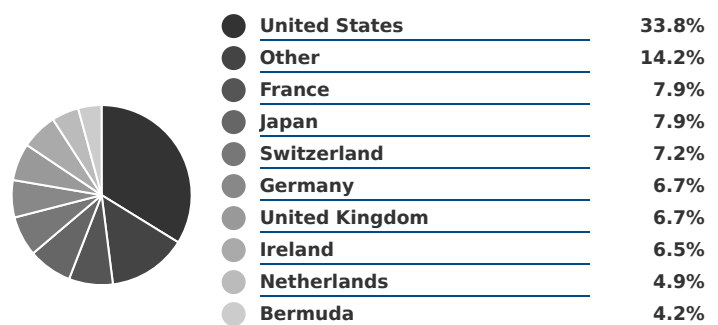 United States 33.8%
Other 14.2%
France 7.9%
Japan 7.9%
Switzerland 7.2%
Germany 6.7%
United Kingdom 6.7%
Ireland 6.5%
Netherlands 4.9%
Bermuda 4.2%